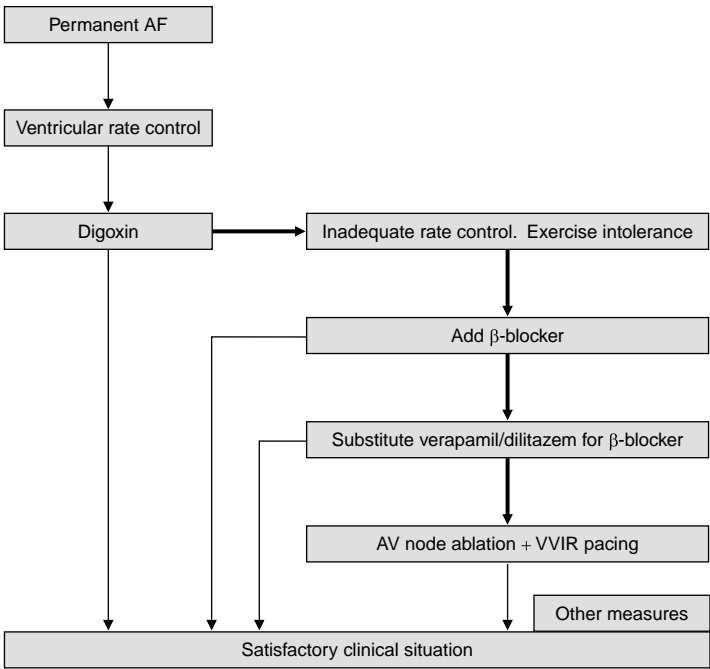 Permanent AF
Ventricular rate control
Digoxin
Inadequate rate control. Exercise intolerance
Add β-blocker
Substitute verapamil/dilitazem for β-blocker
AV node ablation + VVIR pacing
Other measures
Satisfactory clinical situation